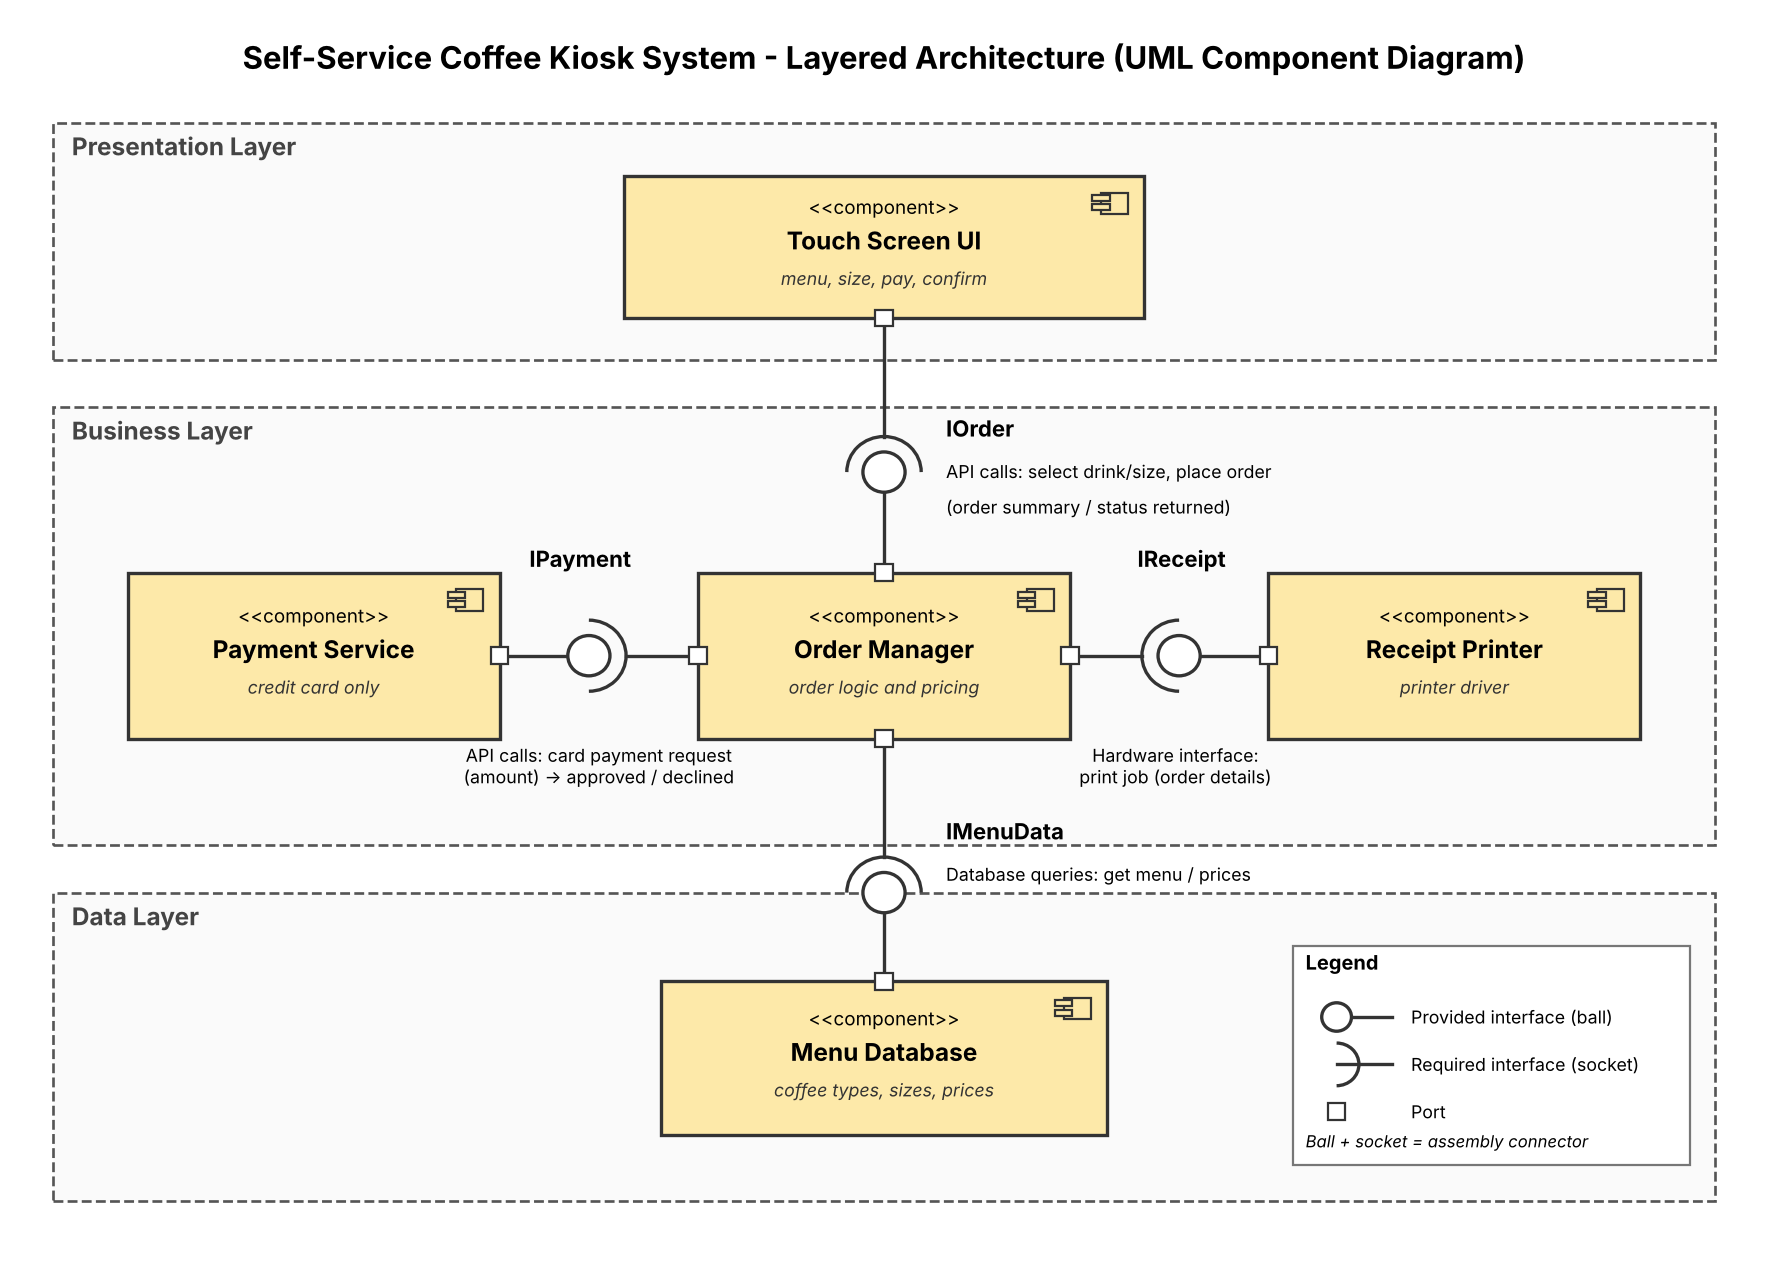 Self-Service Coffee Kiosk System - Layered Architecture (UML Component Diagram)
Presentation Layer
<<component>>
Touch Screen UI
menu, size, pay, confirm
Business Layer
IOrder
API calls: select drink/size, place order
(order summary / status returned)
IPayment
IReceipt
<<component>>
Payment Service
credit card only
<<component>>
Order Manager
order logic and pricing
<<component>>
Receipt Printer
printer driver
API calls: card payment request
(amount) → approved / declined
Hardware interface:
print job (order details)
IMenuData
Database queries: get menu / prices
Data Layer
<<component>>
Menu Database
coffee types, sizes, prices
Legend
Provided interface (ball)
Required interface (socket)
Port
Ball + socket = assembly connector